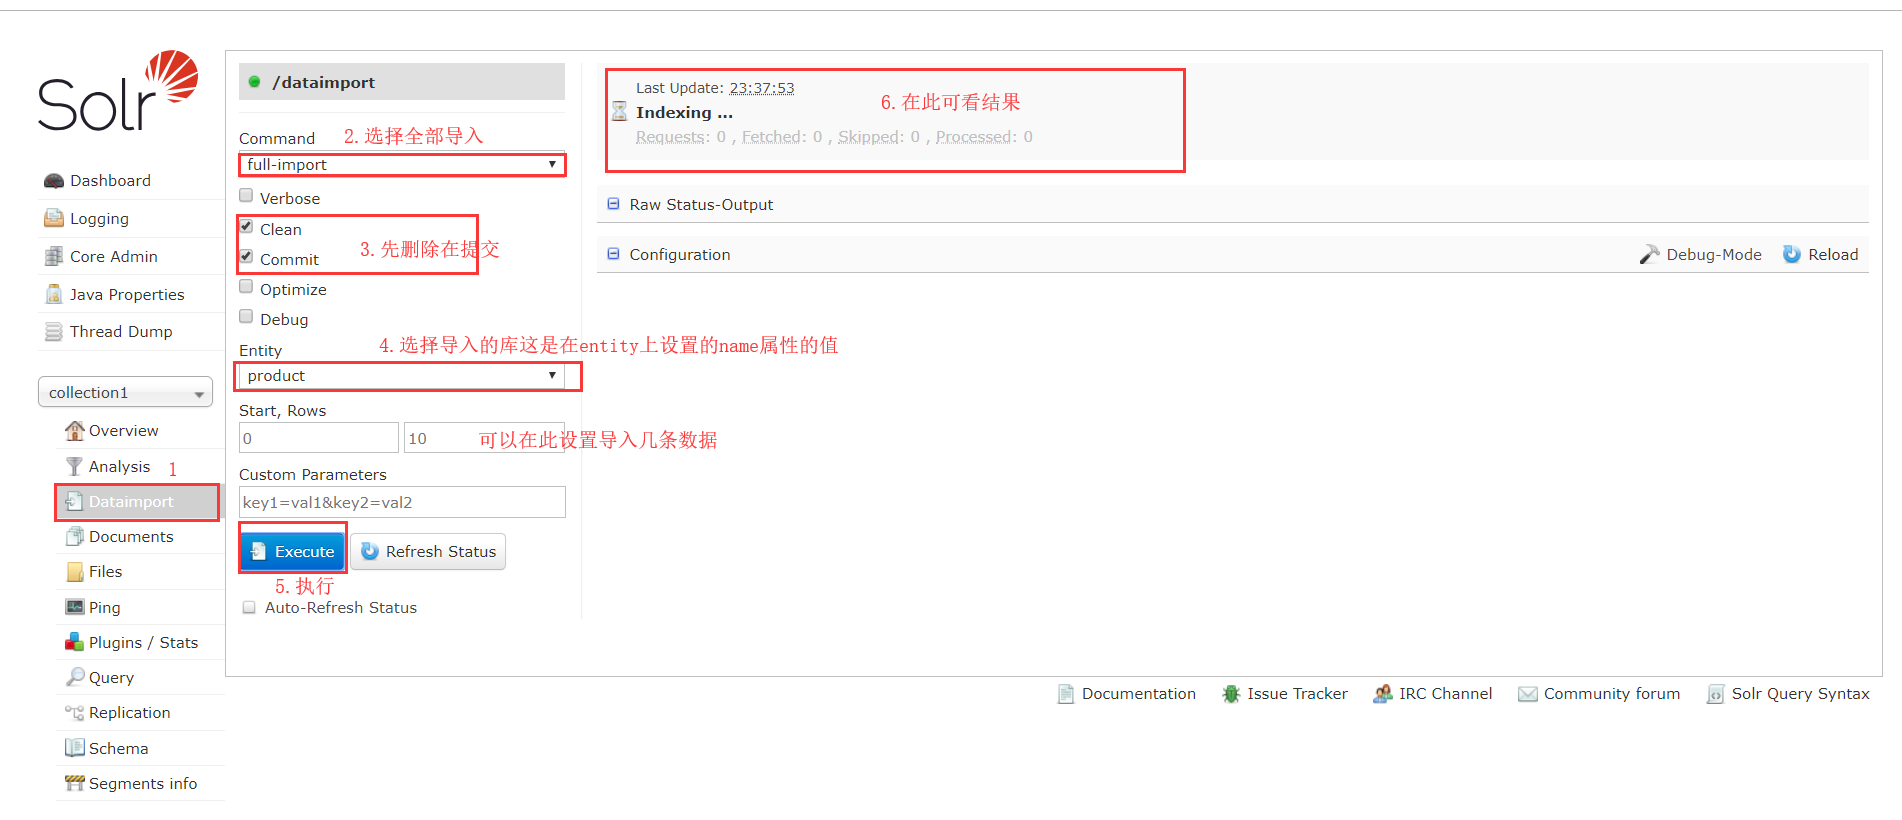 Solr
Dashboard
Logging
Core Admin
Java Properties
Thread Dump
collection1
Overview
Analysis 1
Dataimport
Documents
Files
Ping
Plugins / Stats
Query
Replication
Schema
Segments info
/dataimport
Command 2.选择全部导入
full-import
Verbose
Clean
3.先删除在提交
Commit
Optimize
Debug
4.选择导入的库这是在entity上设置的name属性的值
Entity
product
Start, Rows
0 10 可以在此设置导入几条数据
Custom Parameters
key1=val1&key2=val2
Execute Refresh Status
5.执行
Auto-Refresh Status
Last Update: 23:37:53
6.在此可看结果
Indexing ...
Requests: 0 , Fetched: 0 , Skipped: 0 , Processed: 0
Raw Status-Output
Configuration Debug-Mode Reload
Documentation Issue Tracker IRC Channel Community forum Solr Query Syntax